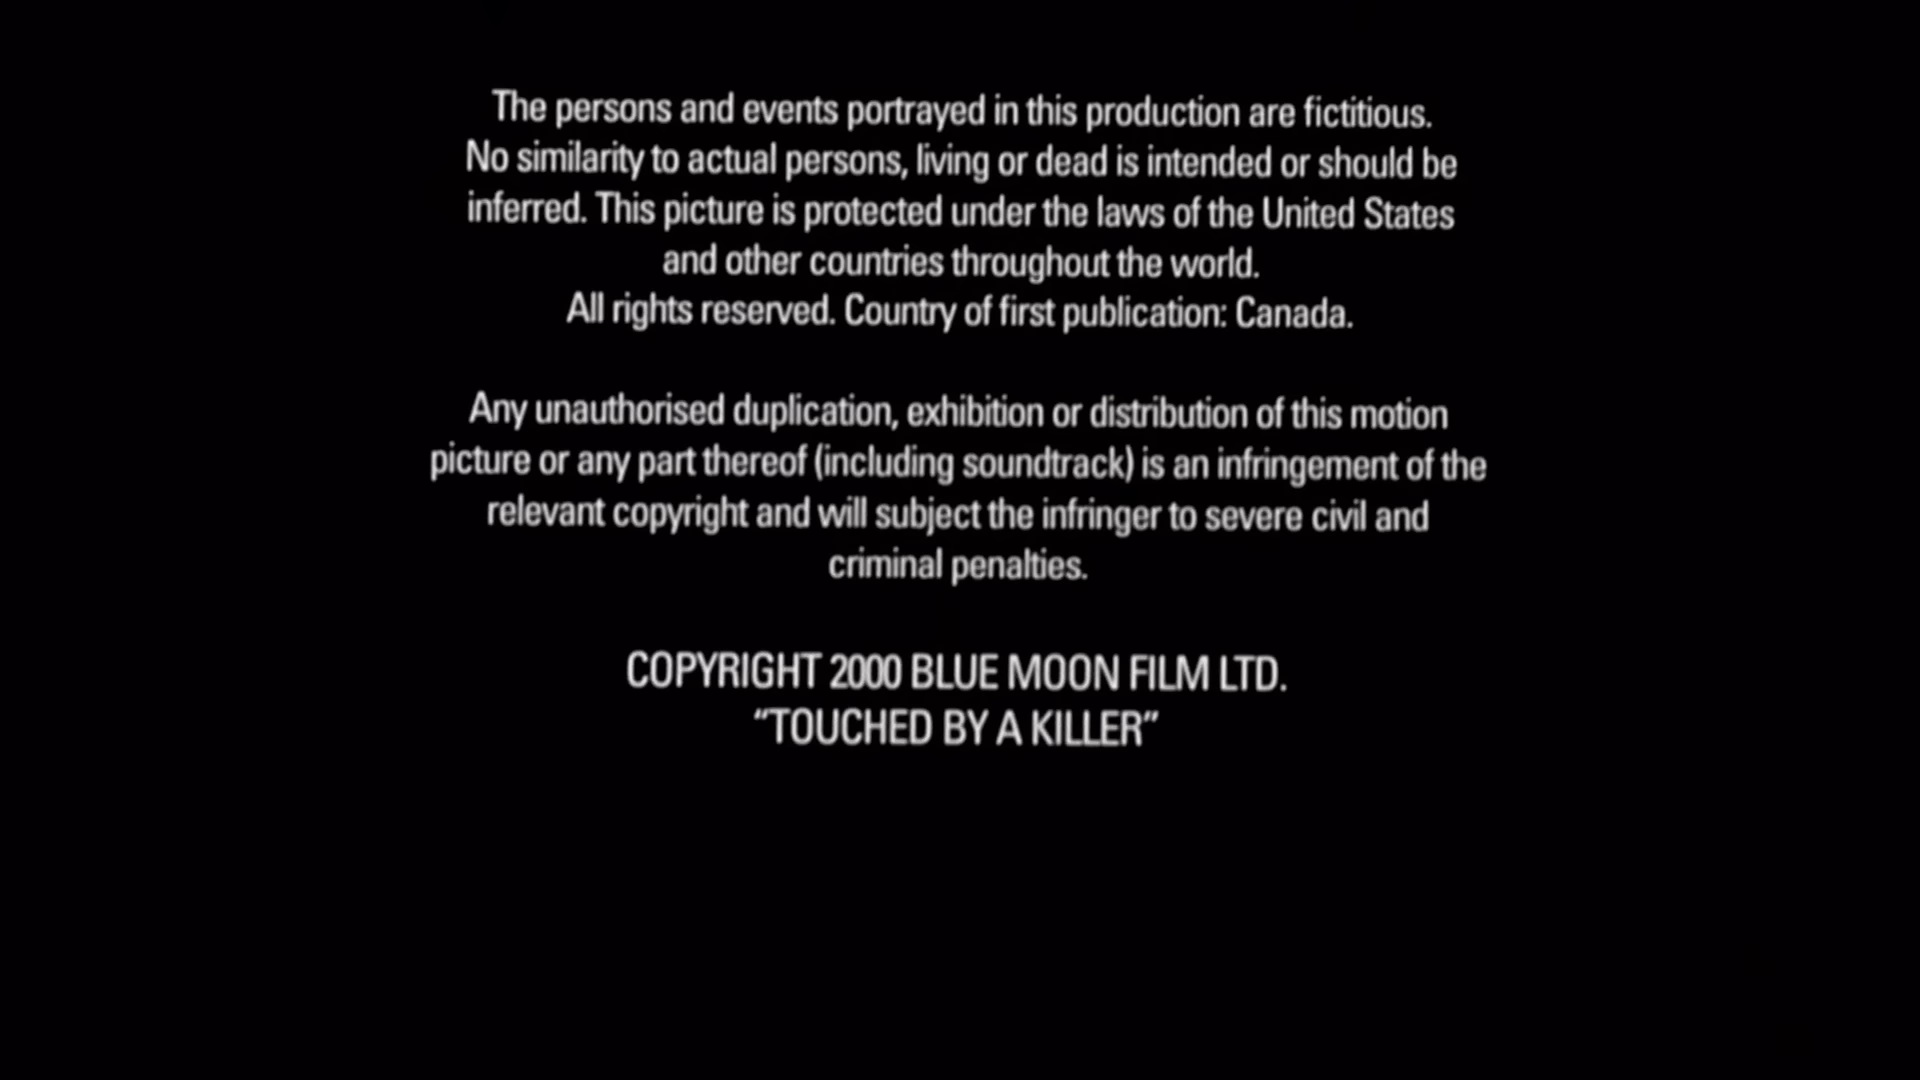 The persons and events portrayed in this production are fictitious.
No similarity to actual persons, living or dead is intended or should be
inferred. This picture is protected under the laws of the United States
and other countries throughout the world.
All rights reserved. Country of first publication: Canada.
Any unauthorised duplication, exhibition or distribution of this motion
picture or any part thereof (including soundtrack) is an infringement of the
relevant copyright and will subject the infringer to severe civil and
criminal penalties.
COPYRIGHT 2000 BLUE MOON FILM LTD.
“TOUCHED BY A KILLER”